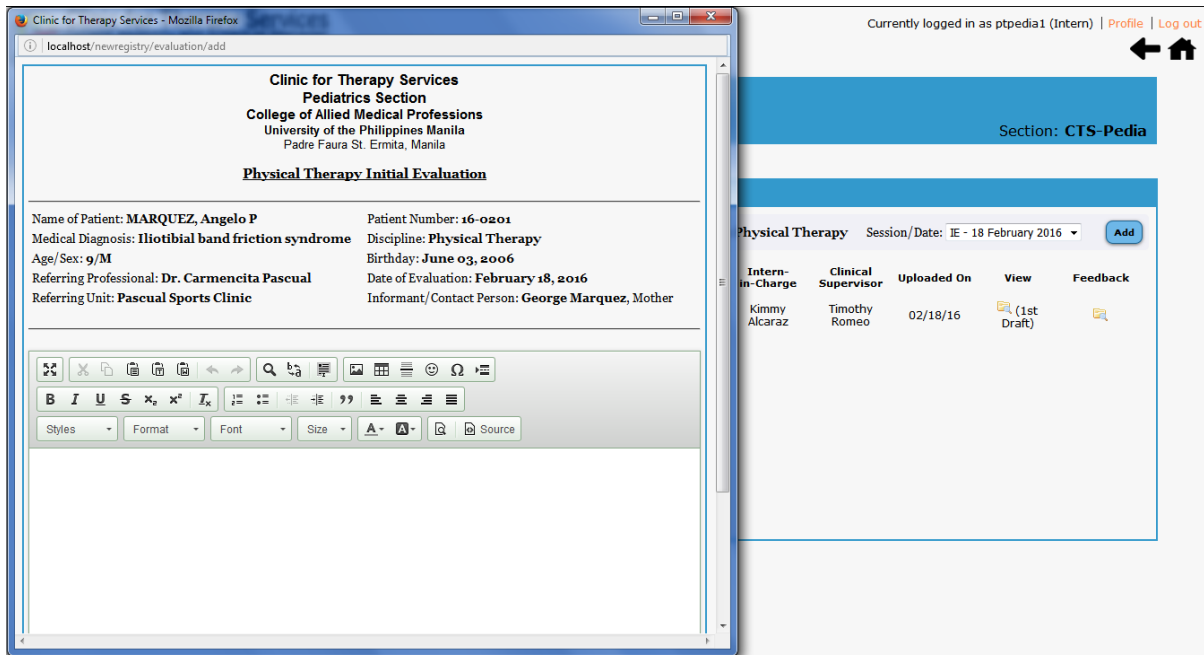 Clinic for Therapy Services - Mozilla Firefox
localhost/newregistry/evaluation/add
Clinic for Therapy Services
Pediatrics Section
College of Allied Medical Professions
University of the Philippines Manila
Padre Faura St. Ermita, Manila
Physical Therapy Initial Evaluation
Name of Patient: MARQUEZ, Angelo P
Patient Number: 16-0201
Medical Diagnosis: Iliotibial band friction syndrome
Discipline: Physical Therapy
Age/Sex: 9/M
Birthday: June 03, 2006
Referring Professional: Dr. Carmencita Pascual
Date of Evaluation: February 18, 2016
Referring Unit: Pascual Sports Clinic
Informant/Contact Person: George Marquez, Mother
Styles
Format
Font
Size
Source
Currently logged in as ptpedia1 (Intern) | Profile | Log out
Section: CTS-Pedia
Physical Therapy
Session/Date: IE - 18 February 2016
Add
Intern-
in-Charge
Clinical
Supervisor
Uploaded On
View
Feedback
Kimmy
Alcaraz
Timothy
Romeo
02/18/16
(1st
Draft)